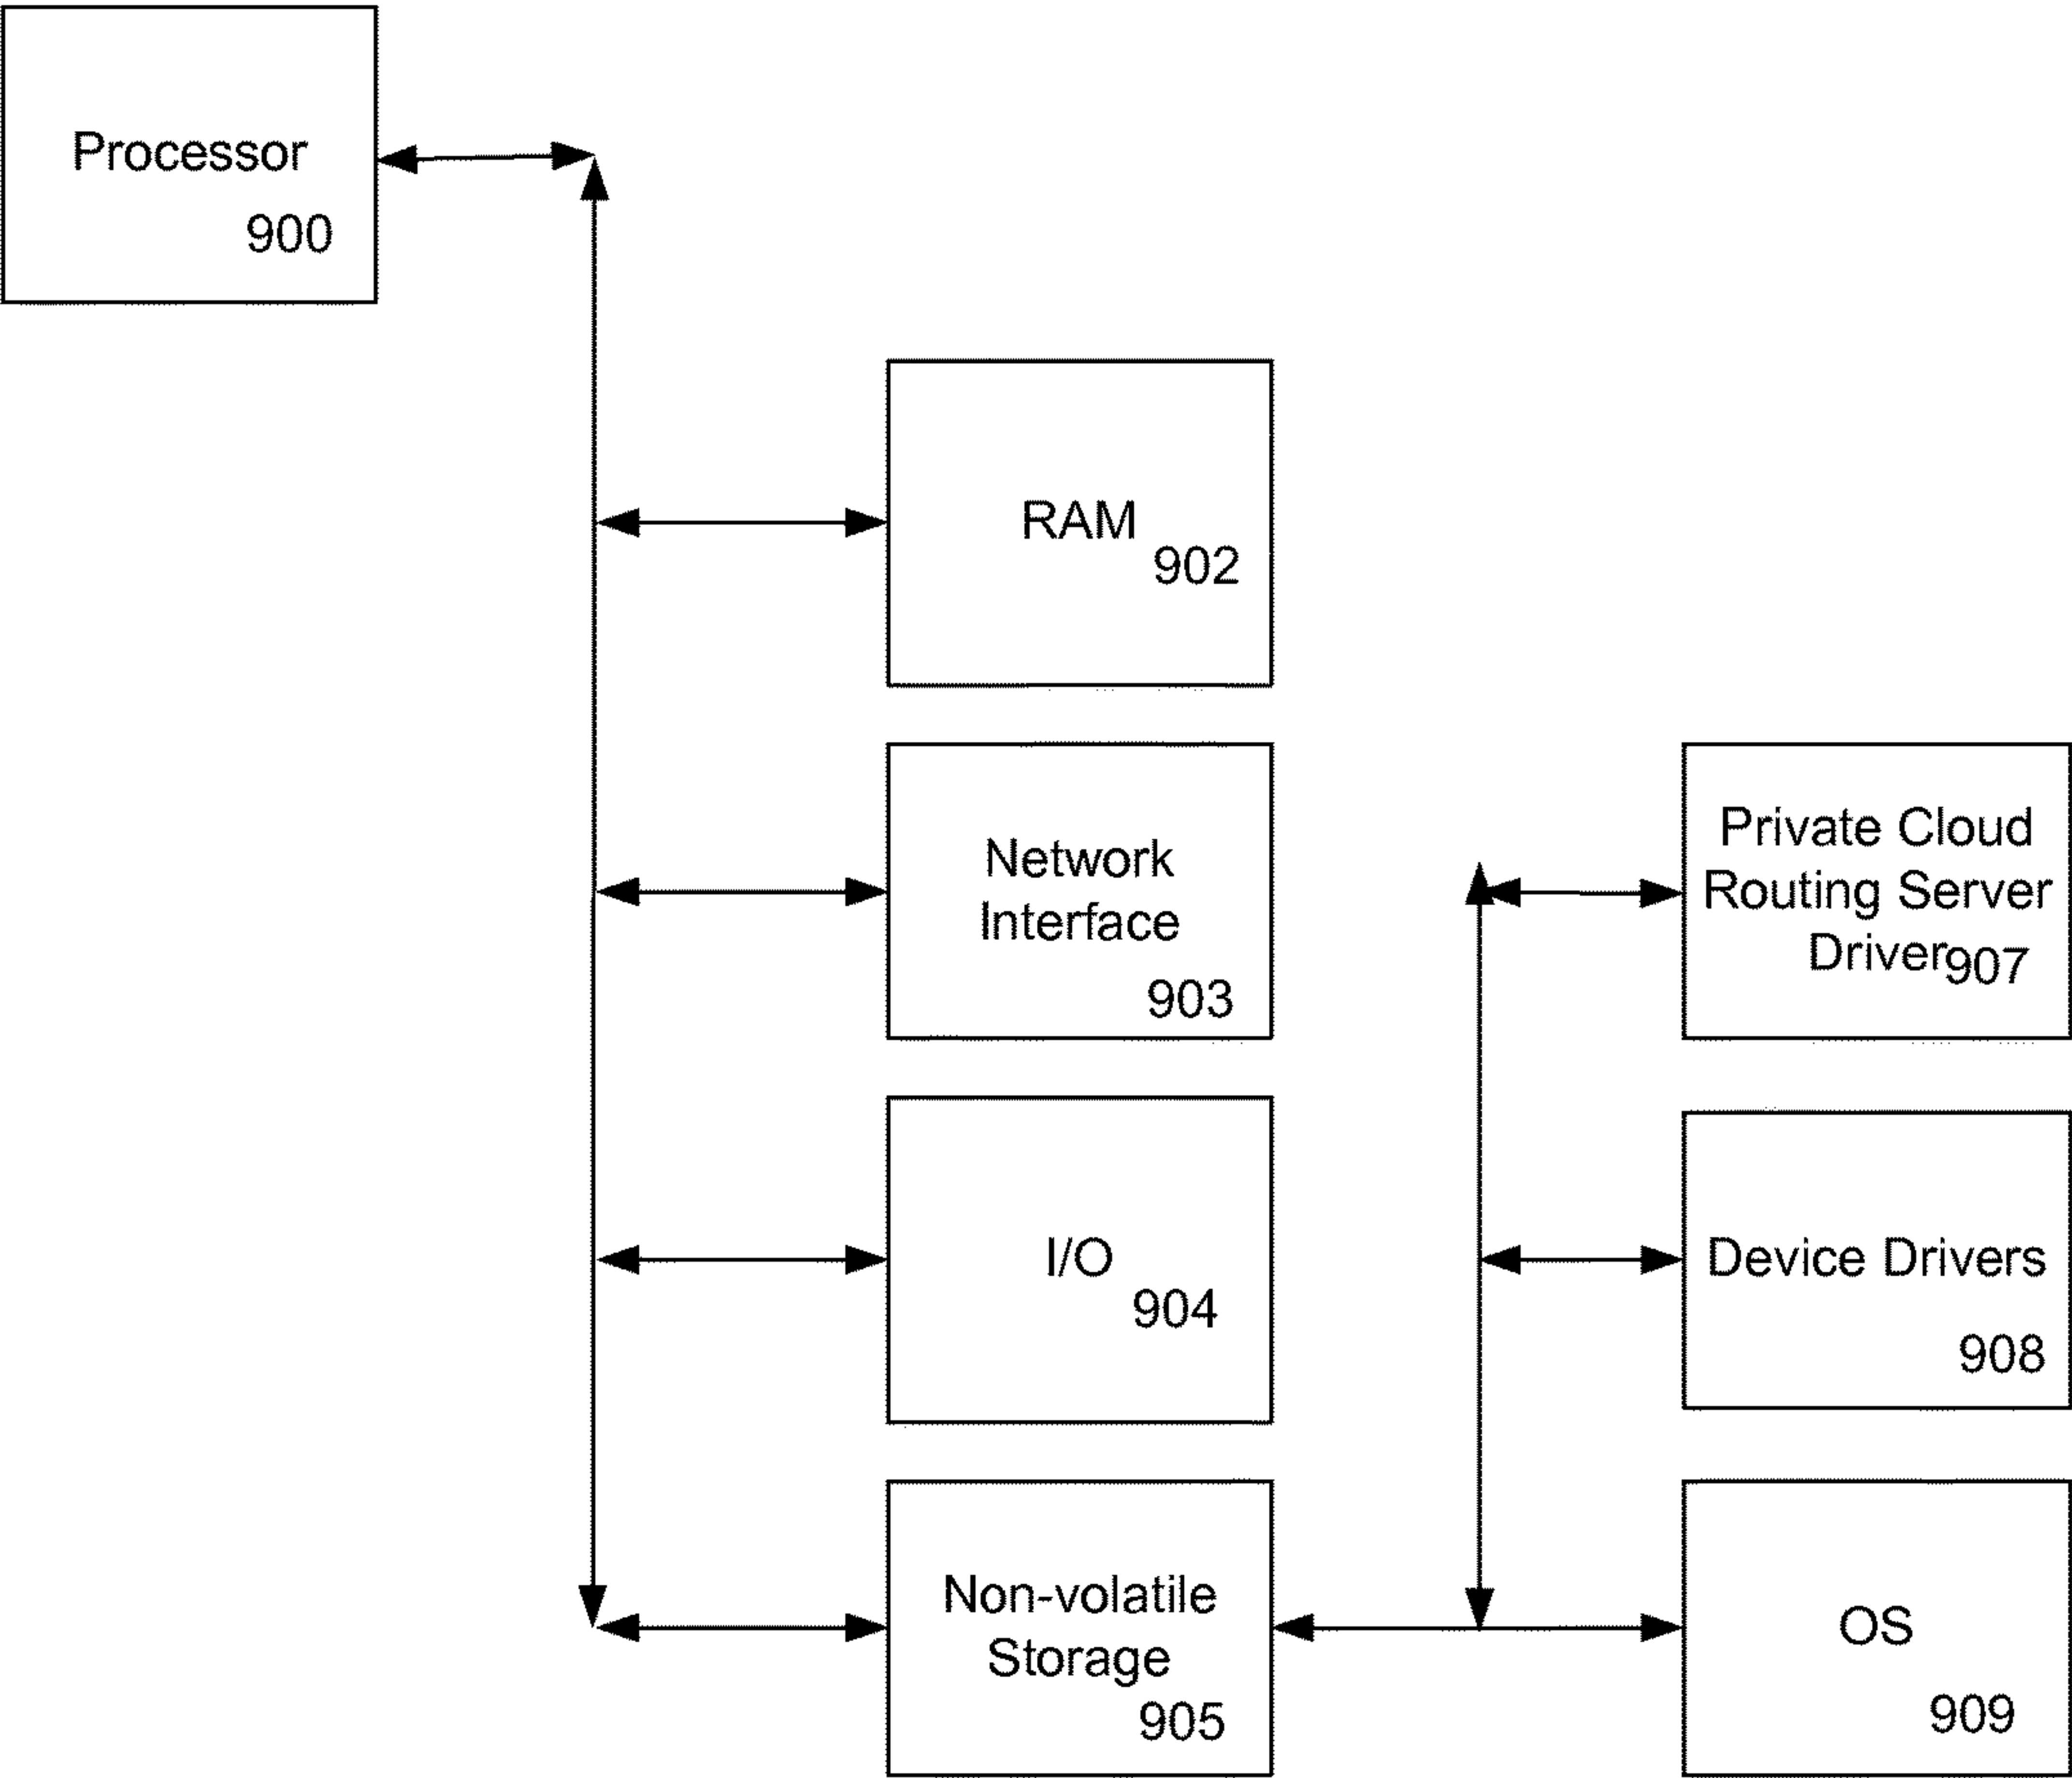 Processor
900
RAM
902
Network
Interface
903
Private Cloud
Routing Server
Driver907
I/O
904
Device Drivers
908
Non-volatile
Storage
905
OS
909